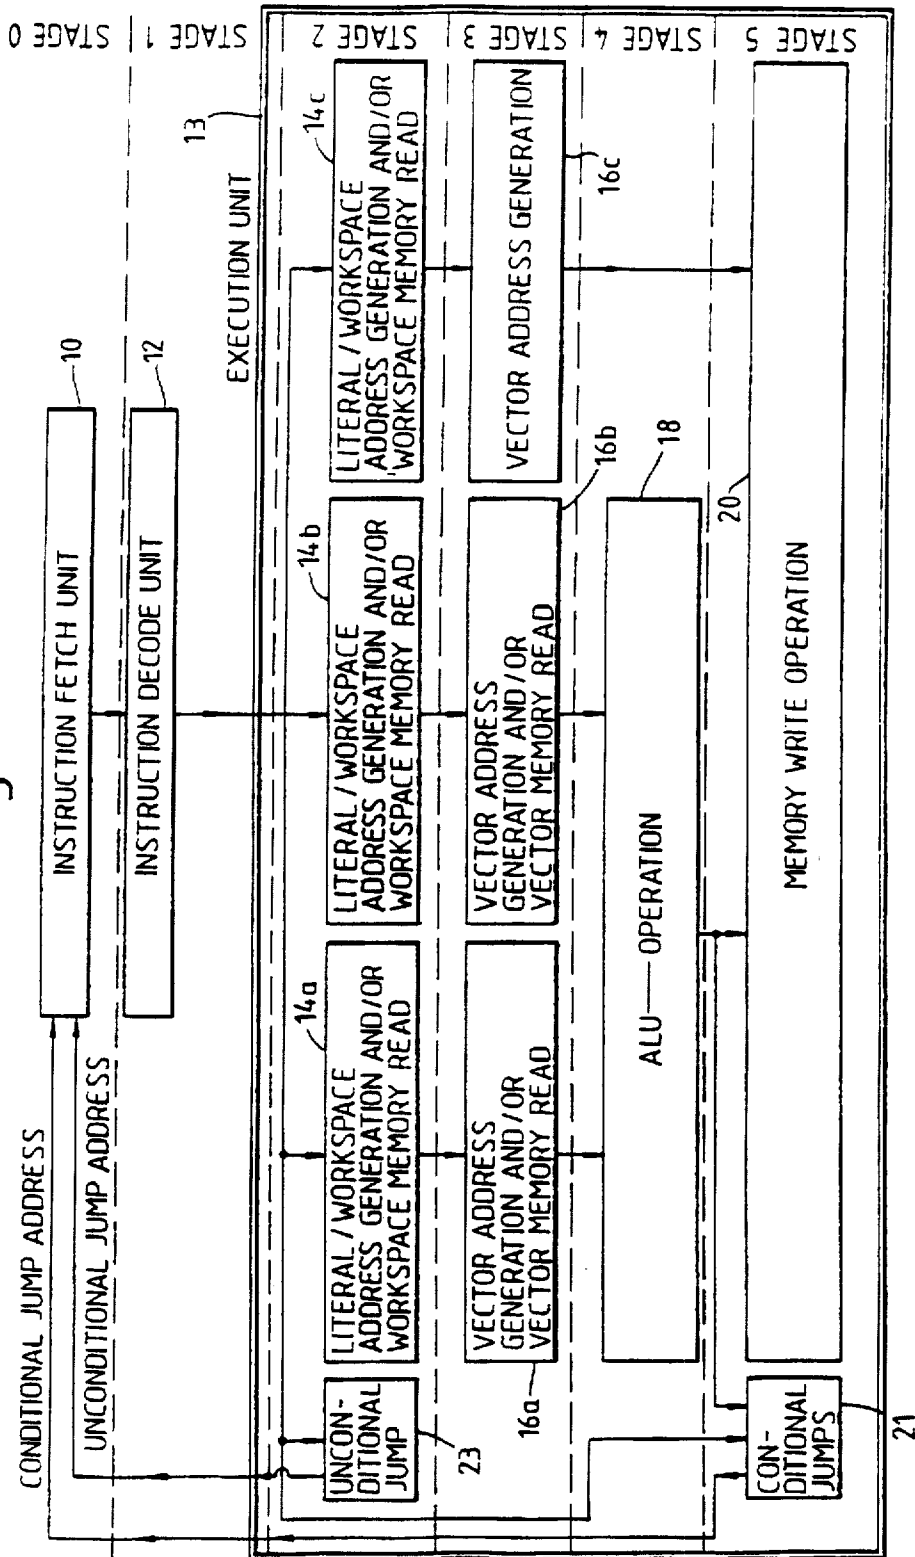 CONDITIONAL JUMP ADDRESS
UNCONDITIONAL JUMP ADDRESS
INSTRUCTION FETCH UNIT
10
STAGE 0
INSTRUCTION DECODE UNIT
12
STAGE 1
EXECUTION UNIT
13
UNCON-
DITIONAL
JUMP
23
14a
LITERAL/WORKSPACE
ADDRESS GENERATION AND/OR
WORKSPACE MEMORY READ
14b
LITERAL/WORKSPACE
ADDRESS GENERATION AND/OR
WORKSPACE MEMORY READ
14c
LITERAL/WORKSPACE
ADDRESS GENERATION AND/OR
WORKSPACE MEMORY READ
STAGE 2
16a
VECTOR ADDRESS
GENERATION AND/OR
VECTOR MEMORY READ
VECTOR ADDRESS
GENERATION AND/OR
VECTOR MEMORY READ
16b
VECTOR ADDRESS GENERATION
16c
STAGE 3
ALU — OPERATION
18
STAGE 4
CON-
DITIONAL
JUMPS
21
MEMORY WRITE OPERATION
20
STAGE 5